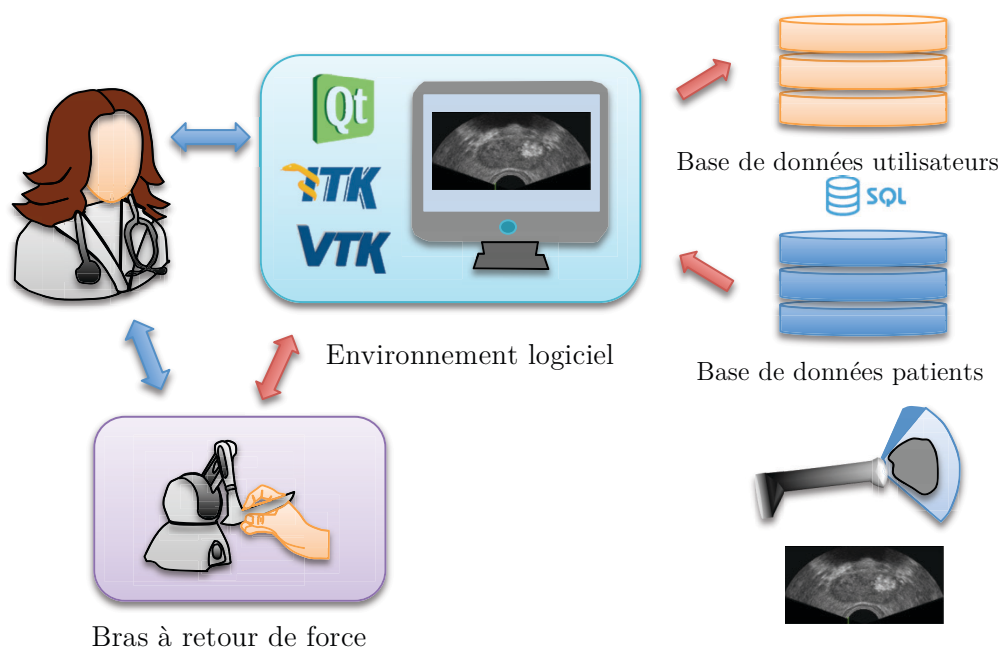 Qt
ITK
VTK
Base de données utilisateurs
SQL
Environnement logiciel
Base de données patients
Bras à retour de force